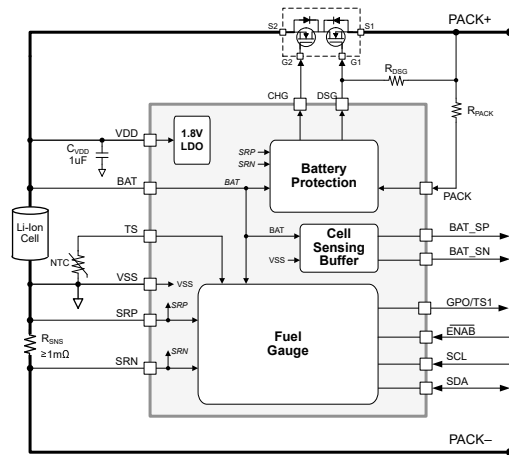 S2 S1 PACK+
G2 G1
R_DSG
CHG DSG
R_PACK
VDD
1.8V
LDO
C_VDD
1uF
SRP
SRN
Battery
Protection
BAT
BAT
PACK
Li-Ion
Cell
TS
BAT
VSS
Cell
Sensing
Buffer
BAT_SP
BAT_SN
NTC
VSS
VSS
SRP
SRP
Fuel
Gauge
GPO/TS1
ENAB
R_SNS
≥1mΩ
SRN
SRN
SCL
SDA
PACK–